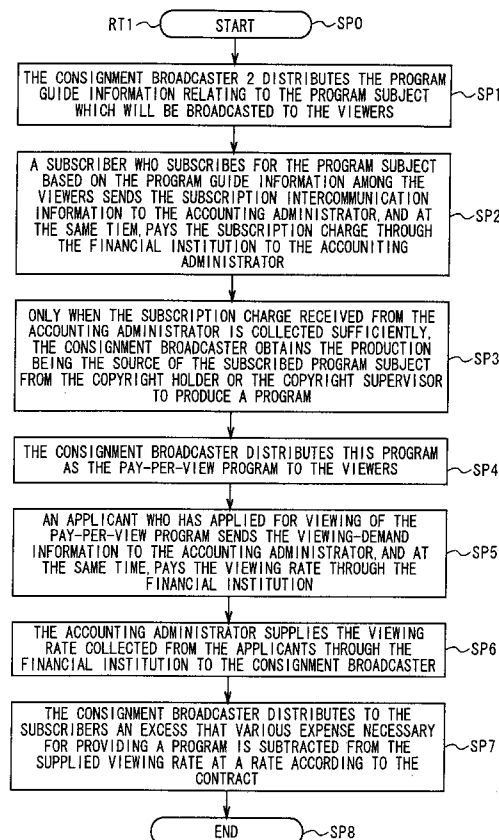 RT1 START SP0
THE CONSIGNMENT BROADCASTER 2 DISTRIBUTES THE PROGRAM
GUIDE INFORMATION RELATING TO THE PROGRAM SUBJECT
WHICH WILL BE BROADCASTED TO THE VIEWERS
SP1
A SUBSCRIBER WHO SUBSCRIBES FOR THE PROGRAM SUBJECT
BASED ON THE PROGRAM GUIDE INFORMATION AMONG THE
VIEWERS SENDS THE SUBSCRIPTION INTERCOMMUNICATION
INFORMATION TO THE ACCOUNTING ADMINISTRATOR, AND AT
THE SAME TIEM, PAYS THE SUBSCRIPTION CHARGE THROUGH
THE FINANCIAL INSTITUTION TO THE ACCOUNITING
ADMINISTRATOR
SP2
ONLY WHEN THE SUBSCRIPTION CHARGE RECEIVED FROM THE
ACCOUNTING ADMINISTRATOR IS COLLECTED SUFFICIENTLY,
THE CONSIGNMENT BROADCASTER OBTAINS THE PRODUCTION
BEING THE SOURCE OF THE SUBSCRIBED PROGRAM SUBJECT
FROM THE COPYRIGHT HOLDER OR THE COPYRIGHT SUPERVISOR
TO PRODUCE A PROGRAM
SP3
THE CONSIGNMENT BROADCASTER DISTRIBUTES THIS PROGRAM
AS THE PAY-PER-VIEW PROGRAM TO THE VIEWERS
SP4
AN APPLICANT WHO HAS APPLIED FOR VIEWING OF THE
PAY-PER-VIEW PROGRAM SENDS THE VIEWING-DEMAND
INFORMATION TO THE ACCOUNTING ADMINISTRATOR, AND AT
THE SAME TIME, PAYS THE VIEWING RATE THROUGH THE
FINANCIAL INSTITUTION
SP5
THE ACCOUNTING ADMINISTRATOR SUPPLIES THE VIEWING
RATE COLLECTED FROM THE APPLICANTS THROUGH THE
FINANCIAL INSTITUTION TO THE CONSIGNMENT BROADCASTER
SP6
THE CONSIGNMENT BROADCASTER DISTRIBUTES TO THE
SUBSCRIBERS AN EXCESS THAT VARIOUS EXPENSE NECESSARY
FOR PROVIDING A PROGRAM IS SUBTRACTED FROM THE
SUPPLIED VIEWING RATE AT A RATE ACCORDING TO THE
CONTRACT
SP7
END SP8